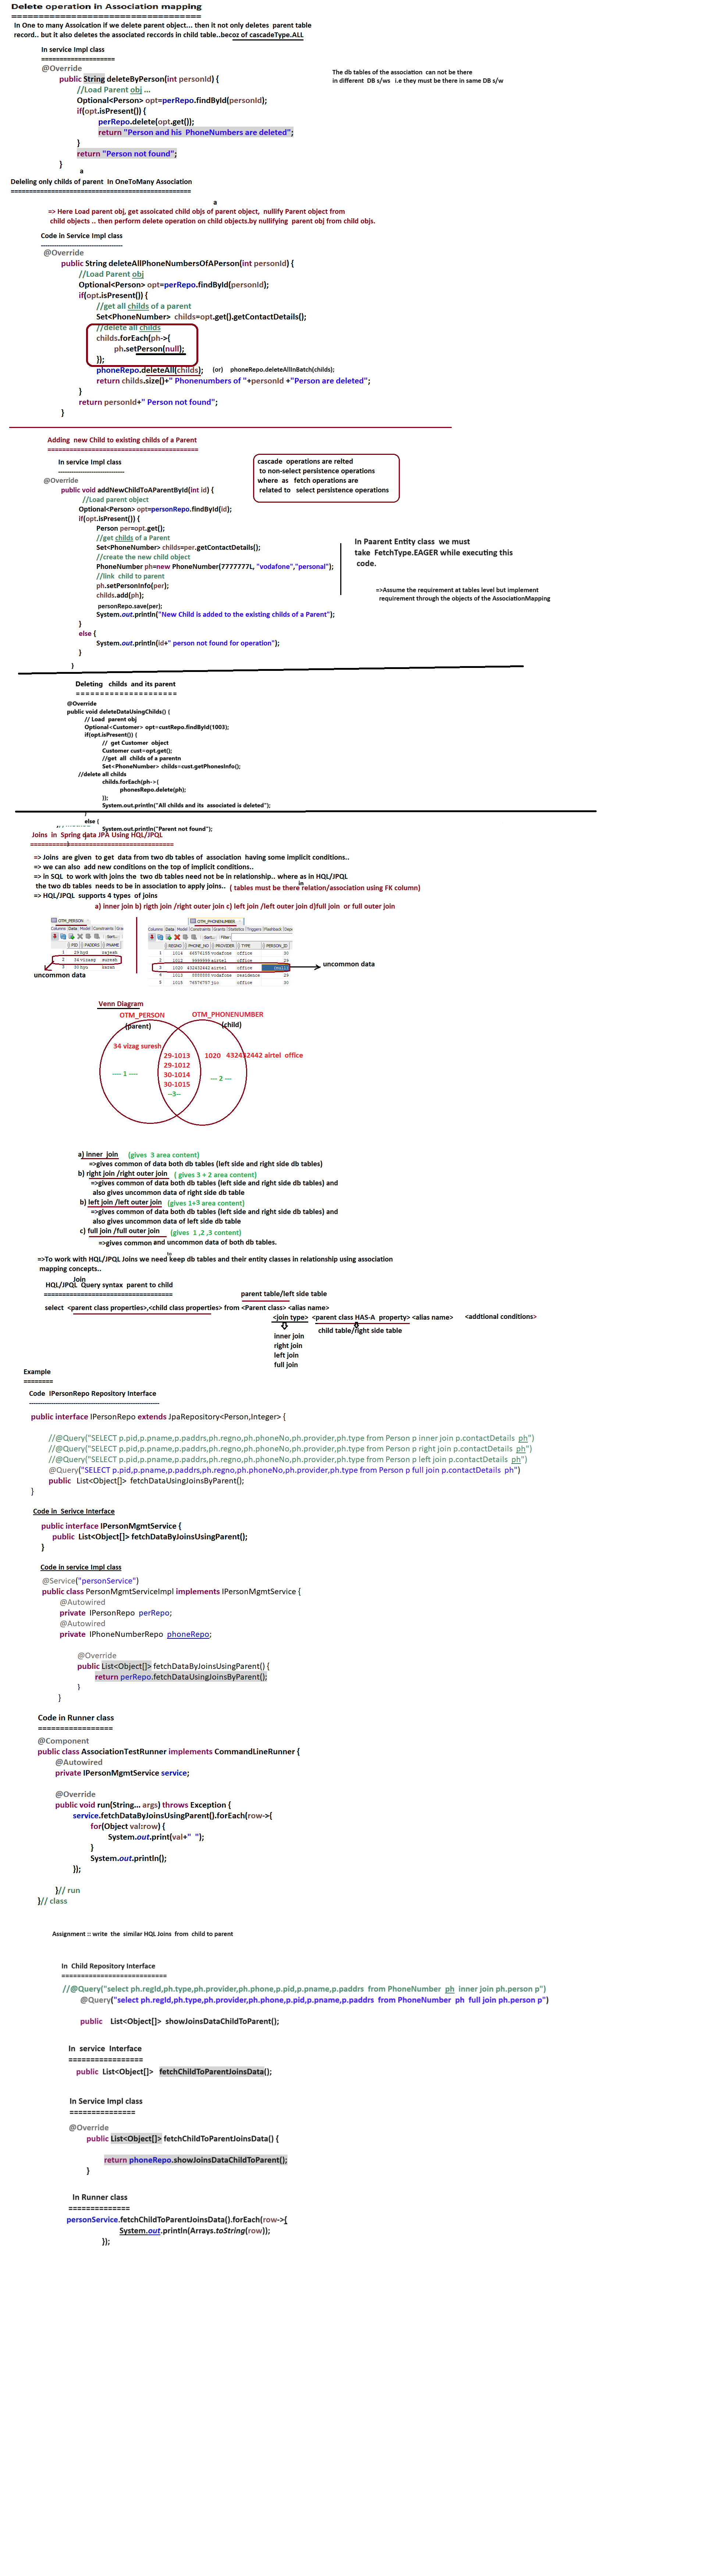 Delete operation in Association mapping
====================================
In One to many Assoication if we delete parent object... then it not only deletes  parent table
record.. but it also deletes the associated reccords in child table..becoz of cascadeType.ALL
In service Impl class
====================
@Override
public String deleteByPerson(int personId) {
//Load Parent obj ...
Optional<Person> opt=perRepo.findById(personId);
if(opt.isPresent()) {
perRepo.delete(opt.get());
return "Person and his  PhoneNumbers are deleted";
}
return "Person not found";
}
The db tables of the association  can not be there
in different  DB s/ws   i.e they must be there in same DB s/w
a
Deleling only childs of parent  In OneToMany Association
=================================================
a
=> Here Load parent obj, get assoicated child objs of parent object,  nullify Parent object from
child objects .. then perform delete operation on child objects.by nullifying  parent obj from child objs.
Code in Service Impl class
------------------------------------
@Override
public String deleteAllPhoneNumbersOfAPerson(int personId) {
//Load Parent obj
Optional<Person> opt=perRepo.findById(personId);
if(opt.isPresent()) {
//get all childs of a parent
Set<PhoneNumber>  childs=opt.get().getContactDetails();
//delete all childs
childs.forEach(ph->{
ph.setPerson(null);
});
phoneRepo.deleteAll(childs);   (or)   phoneRepo.deleteAllInBatch(childs);
return childs.size()+" Phonenumbers of "+personId +"Person are deleted";
}
return personId+" Person not found";
}
Adding  new Child to existing childs of a Parent
=========================================
In service Impl class
-----------------------------
@Override
public void addNewChildToAParentById(int id) {
//Load parent object
Optional<Person> opt=personRepo.findById(id);
if(opt.isPresent()) {
Person per=opt.get();
//get childs of a Parent
Set<PhoneNumber> childs=per.getContactDetails();
//create the new child object
PhoneNumber ph=new PhoneNumber(7777777L, "vodafone","personal");
//link  child to parent
ph.setPersonInfo(per);
childs.add(ph);
personRepo.save(per);
System.out.println("New Child is added to the existing childs of a Parent");
}
else {
System.out.println(id+" person not found for operation");
}
}
cascade  operations are relted
to non-select persistence operations
where  as   fetch operations are
related to   select persistence operations
In Paarent Entity class  we must
take  FetchType.EAGER while executing this
code.
=>Assume the requirement at tables level but implement
requirement through the objects of the AssociationMapping
Deleting   childs  and its parent
=====================
@Override
public void deleteDataUsingChilds() {
// Load  parent obj
Optional<Customer> opt=custRepo.findById(1003);
if(opt.isPresent()) {
//  get Customer  object
Customer cust=opt.get();
//get  all  childs of a parentn
Set<PhoneNumber> childs=cust.getPhonesInfo();
//delete all childs
childs.forEach(ph->{
phonesRepo.delete(ph);
});
System.out.println("All childs and its  associated is deleted");
}
else {
System.out.println("Parent not found");
}
}
Joins  in  Spring data JPA Using HQL/JPQL
=======================================
=> Joins  are given  to get  data from two db tables of  association  having some implicit conditions..
=> we can also  add new conditions on the top of implicit conditions..
=> in SQL  to work with joins the  two db tables need not be in relationship.. where as in HQL/JPQL
the two db tables  needs to be in association to apply joins..  ( tables must be there in relation/association using FK column)
=> HQL/JPQL  supports 4 types  of  joins
a) inner join b) rigth join /right outer join c) left join /left outer join d)full join  or full outer join
OTM_PERSON
Columns Data Model Constraints Gra
Sort...
PID PADDRS PNAME
1 29 hyd rajesh
2 34 vizag suresh
3 30 hyd karan
uncommon data
OTM_PHONENUMBER
Columns Data Model Constraints Grants Statistics Triggers Flashback Depe
Sort... Filter:
REGNO PHONE_NO PROVIDER TYPE PERSON_ID
1 1014 66576188 vodafone office 30
2 1012 9999999 airtel office 29
3 1020 432432442 airtel office (null)
4 1013 8888888 vodafone residence 29
5 1015 76876787 jio office 30
uncommon data
Venn Diagram
OTM_PERSON
(parent)
OTM_PHONENUMBER
(child)
34 vizag suresh
29-1013
29-1012
30-1014
30-1015
1020   432432442 airtel  office
---- 1 ----
--- 2 ---
--3--
a) inner  join     (gives  3 area content)
=>gives common of data both db tables (left side and right side db tables)
b) right join /right outer join   ( gives 3 + 2 area content)
=>gives common of data both db tables (left side and right side db tables) and
also gives uncommon data of right side db table
b) left join /left outer join   (gives 1+3 area content)
=>gives common of data both db tables (left side and right side db tables) and
also gives uncommon data of left side db table
c) full join /full outer join     (gives  1 ,2 ,3 content)
=>gives common and uncommon data of both db tables.
=>To work with HQL/JPQL Joins we need to keep db tables and their entity classes in relationship using association
mapping concepts..
HQL/JPQL  Join Query syntax  parent to child
===================================
parent table/left side table
select  <parent class properties>,<child class properties> from <Parent class> <alias name>
<join type>  <parent class HAS-A  property> <alias name>      <addtional conditions>
child table/right side table
inner join
right join
left join
full join
Example
========
Code  IPersonRepo Repository Interface
---------------------------------------------------------
public interface IPersonRepo extends JpaRepository<Person,Integer> {
//@Query("SELECT p.pid,p.pname,p.paddrs,ph.regno,ph.phoneNo,ph.provider,ph.type from Person p inner join p.contactDetails  ph")
//@Query("SELECT p.pid,p.pname,p.paddrs,ph.regno,ph.phoneNo,ph.provider,ph.type from Person p right join p.contactDetails  ph")
//@Query("SELECT p.pid,p.pname,p.paddrs,ph.regno,ph.phoneNo,ph.provider,ph.type from Person p left join p.contactDetails  ph")
@Query("SELECT p.pid,p.pname,p.paddrs,ph.regno,ph.phoneNo,ph.provider,ph.type from Person p full join p.contactDetails  ph")
public   List<Object[]>  fetchDataUsingJoinsByParent();
}
Code in  Serivce Interface
public interface IPersonMgmtService {
public  List<Object[]> fetchDataByJoinsUsingParent();
}
Code in service Impl class
@Service("personService")
public class PersonMgmtServiceImpl implements IPersonMgmtService {
@Autowired
private  IPersonRepo  perRepo;
@Autowired
private  IPhoneNumberRepo  phoneRepo;
@Override
public List<Object[]> fetchDataByJoinsUsingParent() {
return perRepo.fetchDataUsingJoinsByParent();
}
}
Code in Runner class
=================
@Component
public class AssociationTestRunner implements CommandLineRunner {
@Autowired
private IPersonMgmtService service;
@Override
public void run(String... args) throws Exception {
service.fetchDataByJoinsUsingParent().forEach(row->{
for(Object val:row) {
System.out.print(val+"  ");
}
System.out.println();
});
}// run
}// class
Assignment :: write  the  similar HQL Joins  from  child to parent
In  Child Repository Interface
===========================
//@Query("select ph.regId,ph.type,ph.provider,ph.phone,p.pid,p.pname,p.paddrs  from PhoneNumber  ph  inner join ph.person p")
@Query("select ph.regId,ph.type,ph.provider,ph.phone,p.pid,p.pname,p.paddrs  from PhoneNumber  ph  full join ph.person p")
public    List<Object[]>  showJoinsDataChildToParent();
In  service  Interface
=================
public  List<Object[]>   fetchChildToParentJoinsData();
In Service Impl class
===============
@Override
public List<Object[]> fetchChildToParentJoinsData() {
return phoneRepo.showJoinsDataChildToParent();
}
In Runner class
==============
personService.fetchChildToParentJoinsData().forEach(row->{
System.out.println(Arrays.toString(row));
});